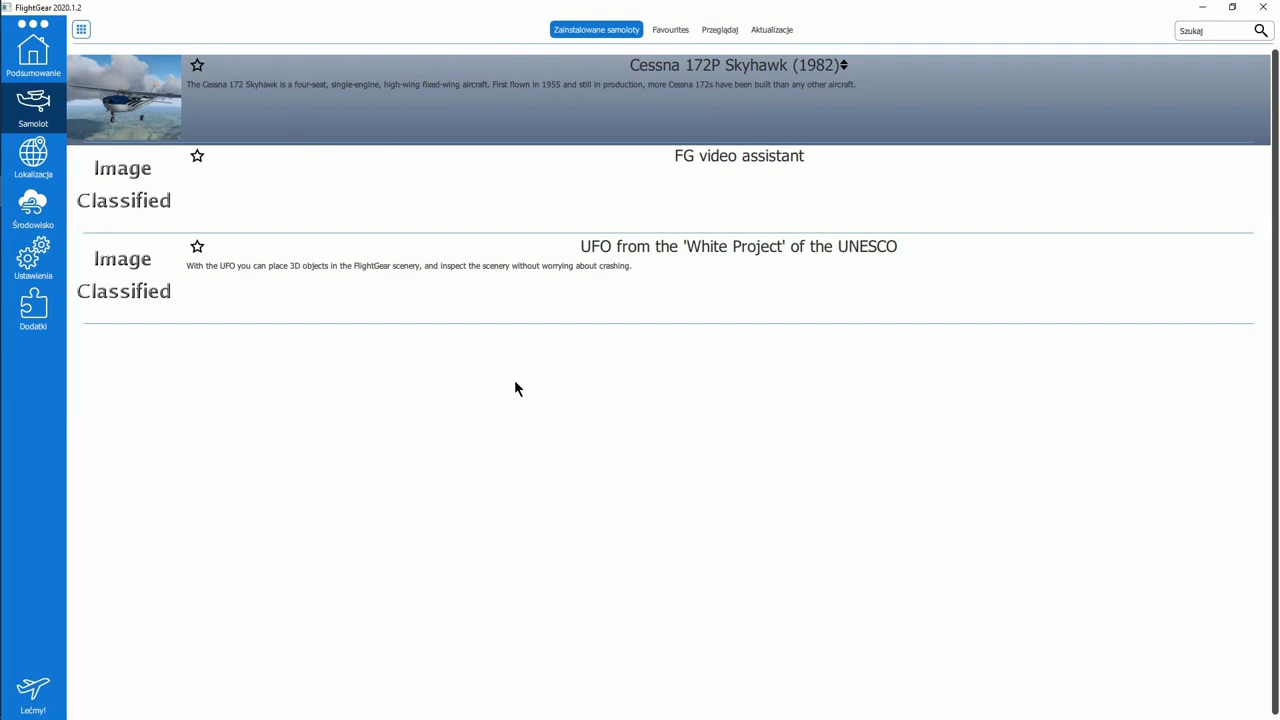 FlightGear 2020.1.2
Zainstalowane samoloty
Favourites
Przeglądaj
Aktualizacje
Szukaj
Podsumowanie
Samolot
Lokalizacja
Środowisko
Ustawienia
Dodatki
Lećmy!
Cessna 172P Skyhawk (1982)
The Cessna 172 Skyhawk is a four-seat, single-engine, high-wing fixed-wing aircraft. First flown in 1955 and still in production, more Cessna 172s have been built than any other aircraft.
Image
Classified
FG video assistant
Image
Classified
UFO from the 'White Project' of the UNESCO
With the UFO you can place 3D objects in the FlightGear scenery, and inspect the scenery without worrying about crashing.